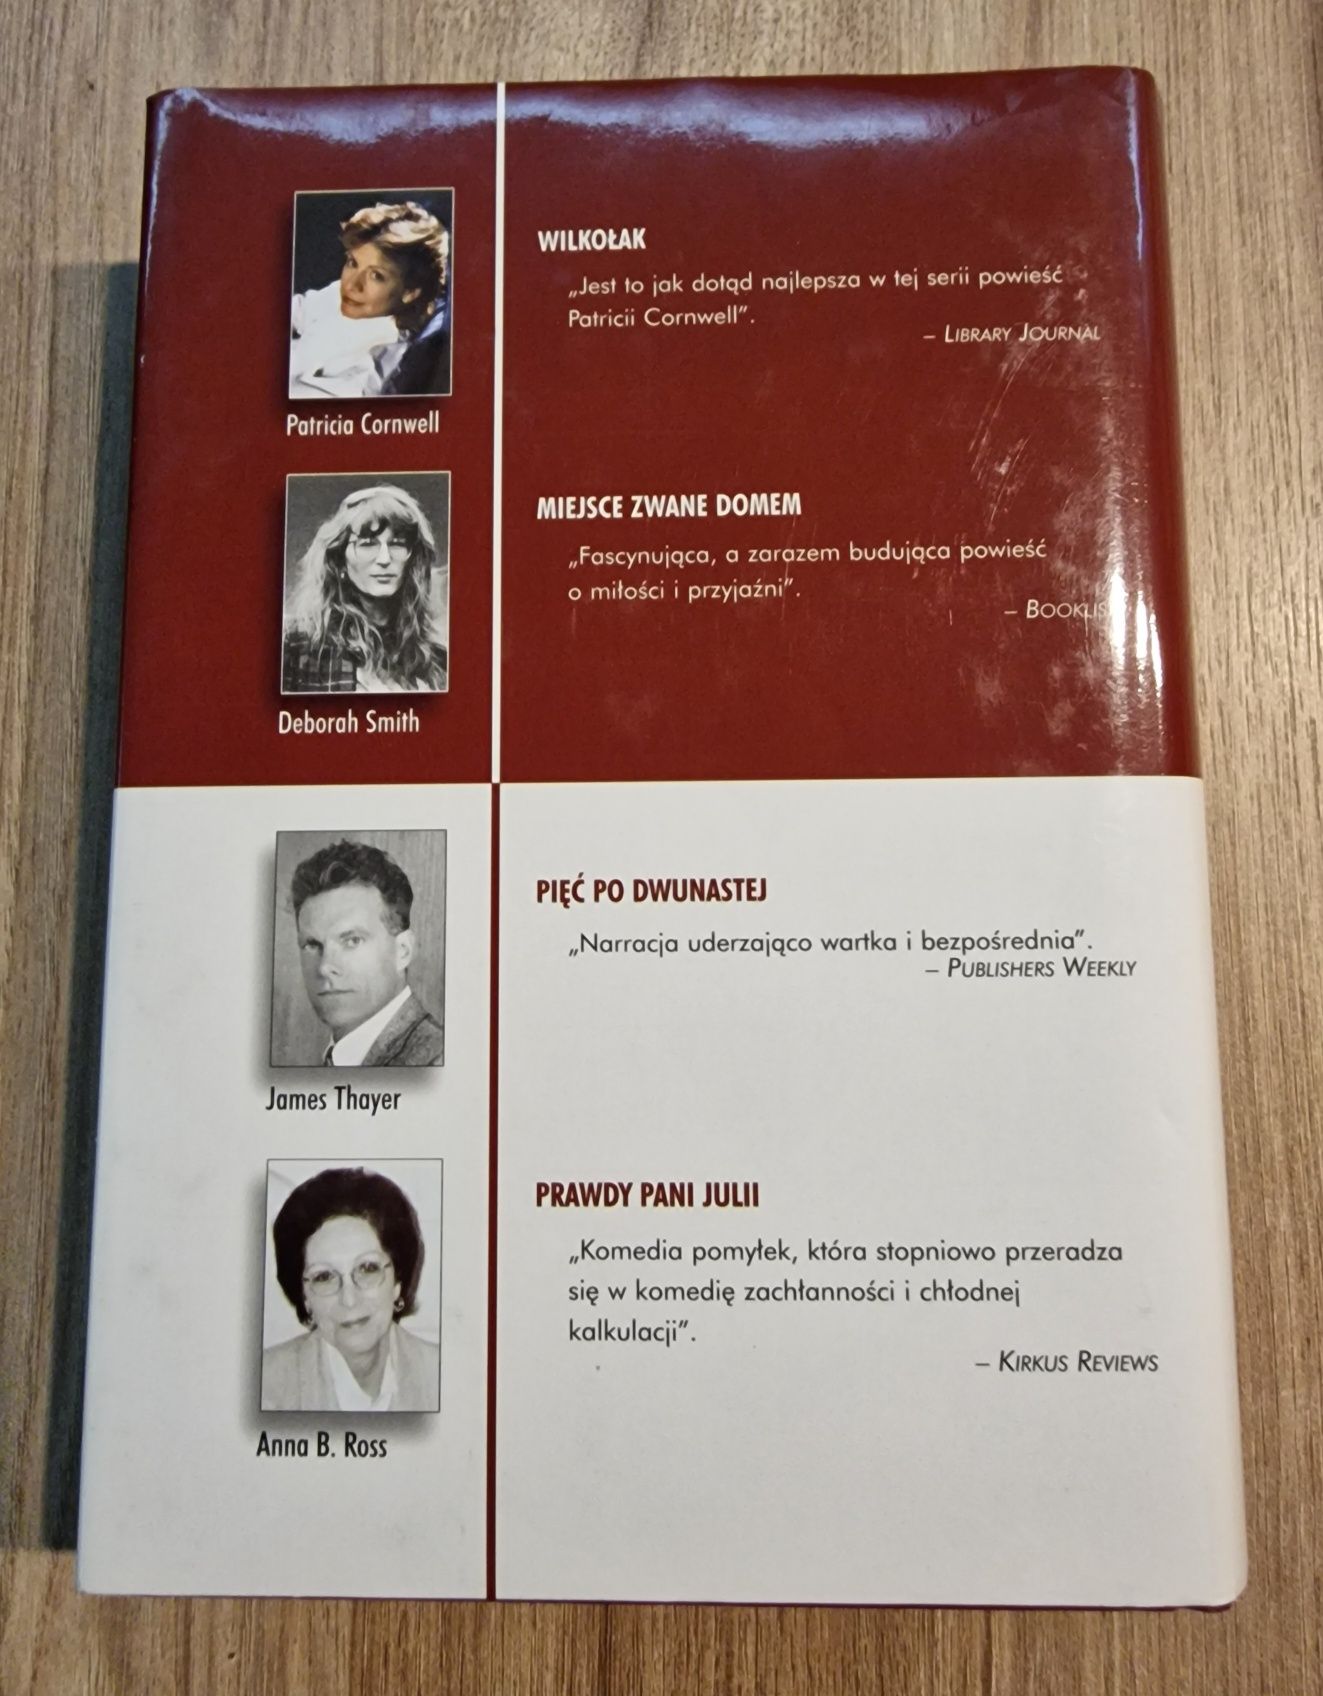 WILKOŁAK
„Jest to jak dotąd najlepsza w tej serii powieść
Patricii Cornwell”.
– LIBRARY JOURNAL
Patricia Cornwell
MIEJSCE ZWANE DOMEM
„Fascynująca, a zarazem budująca powieść
o miłości i przyjaźni”.
–
Deborah Smith
PIĘĆ PO DWUNASTEJ
„Narracja uderzająco wartka i bezpośrednia”.
– PUBLISHERS WEEKLY
James Thayer
PRAWDY PANI JULII
„Komedia pomyłek, która stopniowo przeradza
się w komedię zachłanności i chłodnej
kalkulacji”.
– KIRKUS REVIEWS
Anna B. Ross